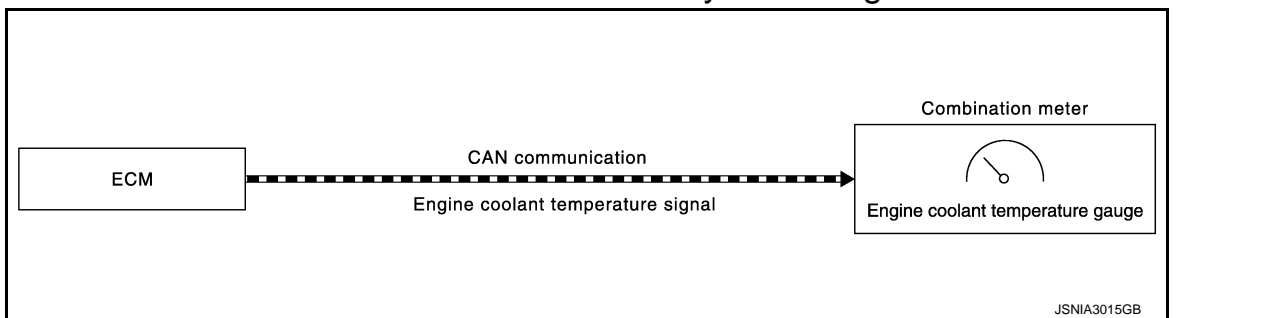 Combination meter
CAN communication
ECM
Engine coolant temperature signal
Engine coolant temperature gauge
JSNIA3015GB